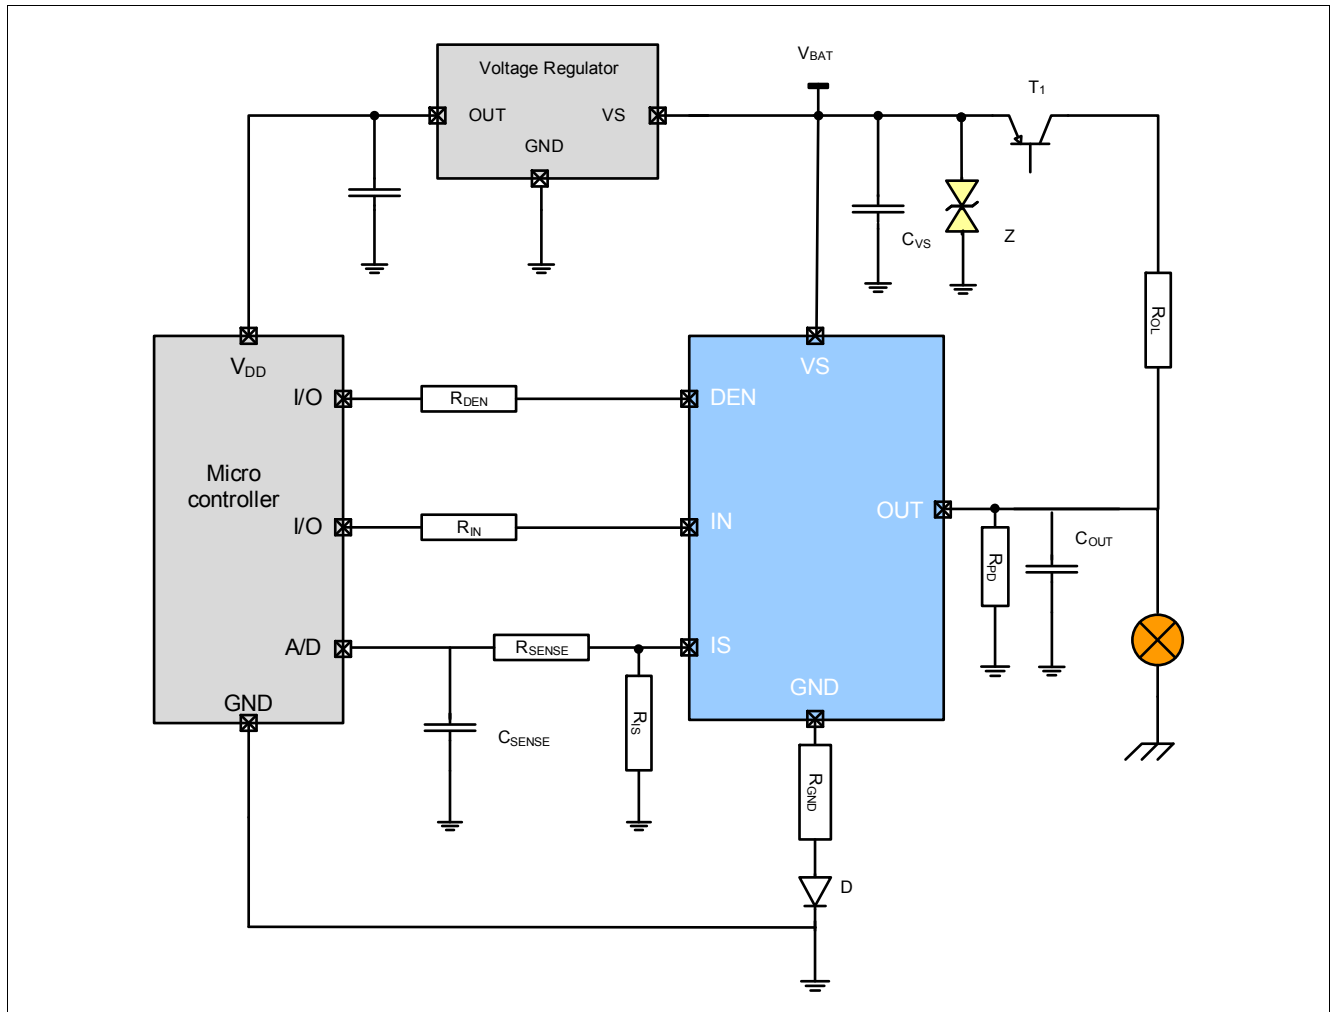 Voltage Regulator
OUT
VS
GND
VBAT
T1
CVS
Z
ROL
VDD
I/O
RDEN
DEN
VS
Micro
controller
I/O
RIN
IN
OUT
RPD
COUT
A/D
RSENSE
IS
GND
CSENSE
RIS
GND
RGND
D